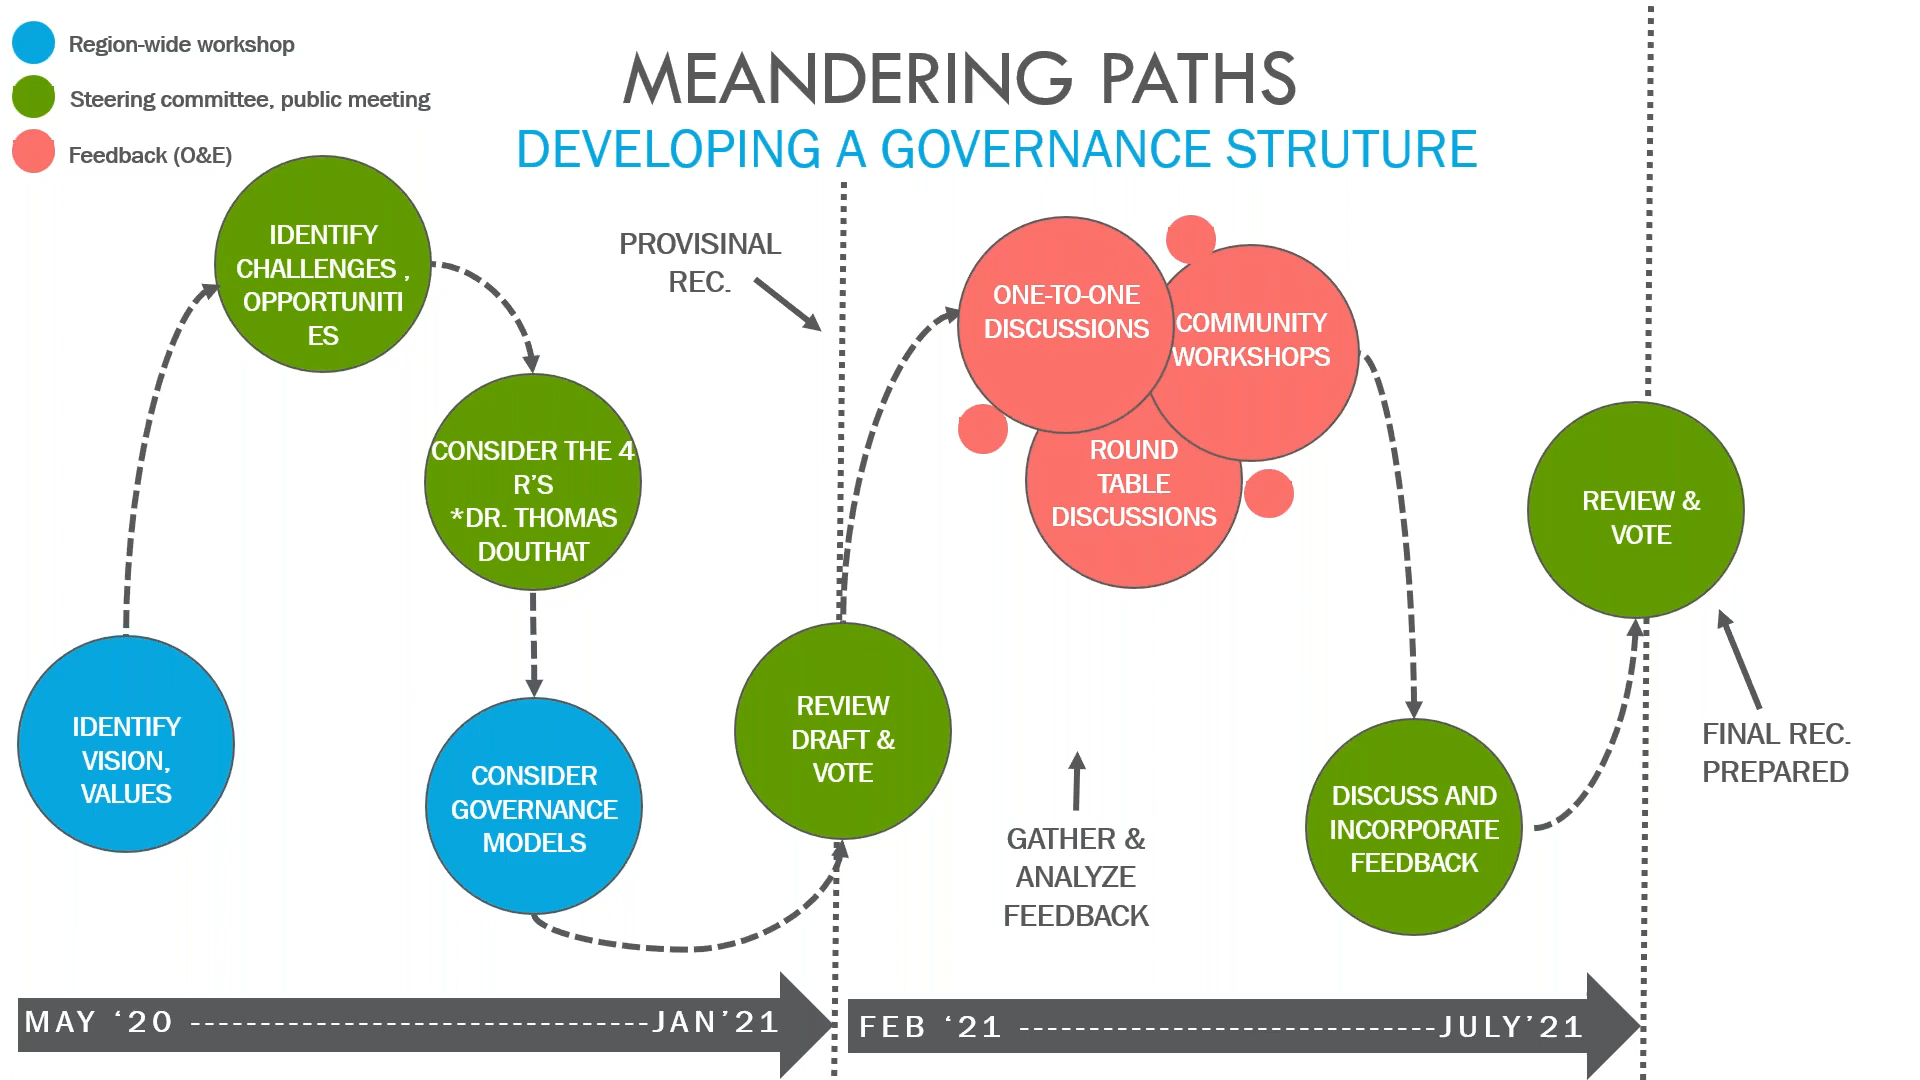 Region-wide workshop
Steering committee, public meeting
Feedback (O&E)
MEANDERING PATHS
DEVELOPING A GOVERNANCE STRUTURE
IDENTIFY
CHALLENGES ,
OPPORTUNITI
ES
CONSIDER THE 4
R’S
*DR. THOMAS
DOUTHAT
IDENTIFY
VISION,
VALUES
CONSIDER
GOVERNANCE
MODELS
PROVISINAL
REC.
REVIEW
DRAFT &
VOTE
ONE-TO-ONE
DISCUSSIONS
COMMUNITY
WORKSHOPS
ROUND
TABLE
DISCUSSIONS
GATHER &
ANALYZE
FEEDBACK
DISCUSS AND
INCORPORATE
FEEDBACK
REVIEW &
VOTE
FINAL REC.
PREPARED
MAY ‘20 ---------------------------------------JAN’21
FEB ‘21 ------------------------------------JULY’21